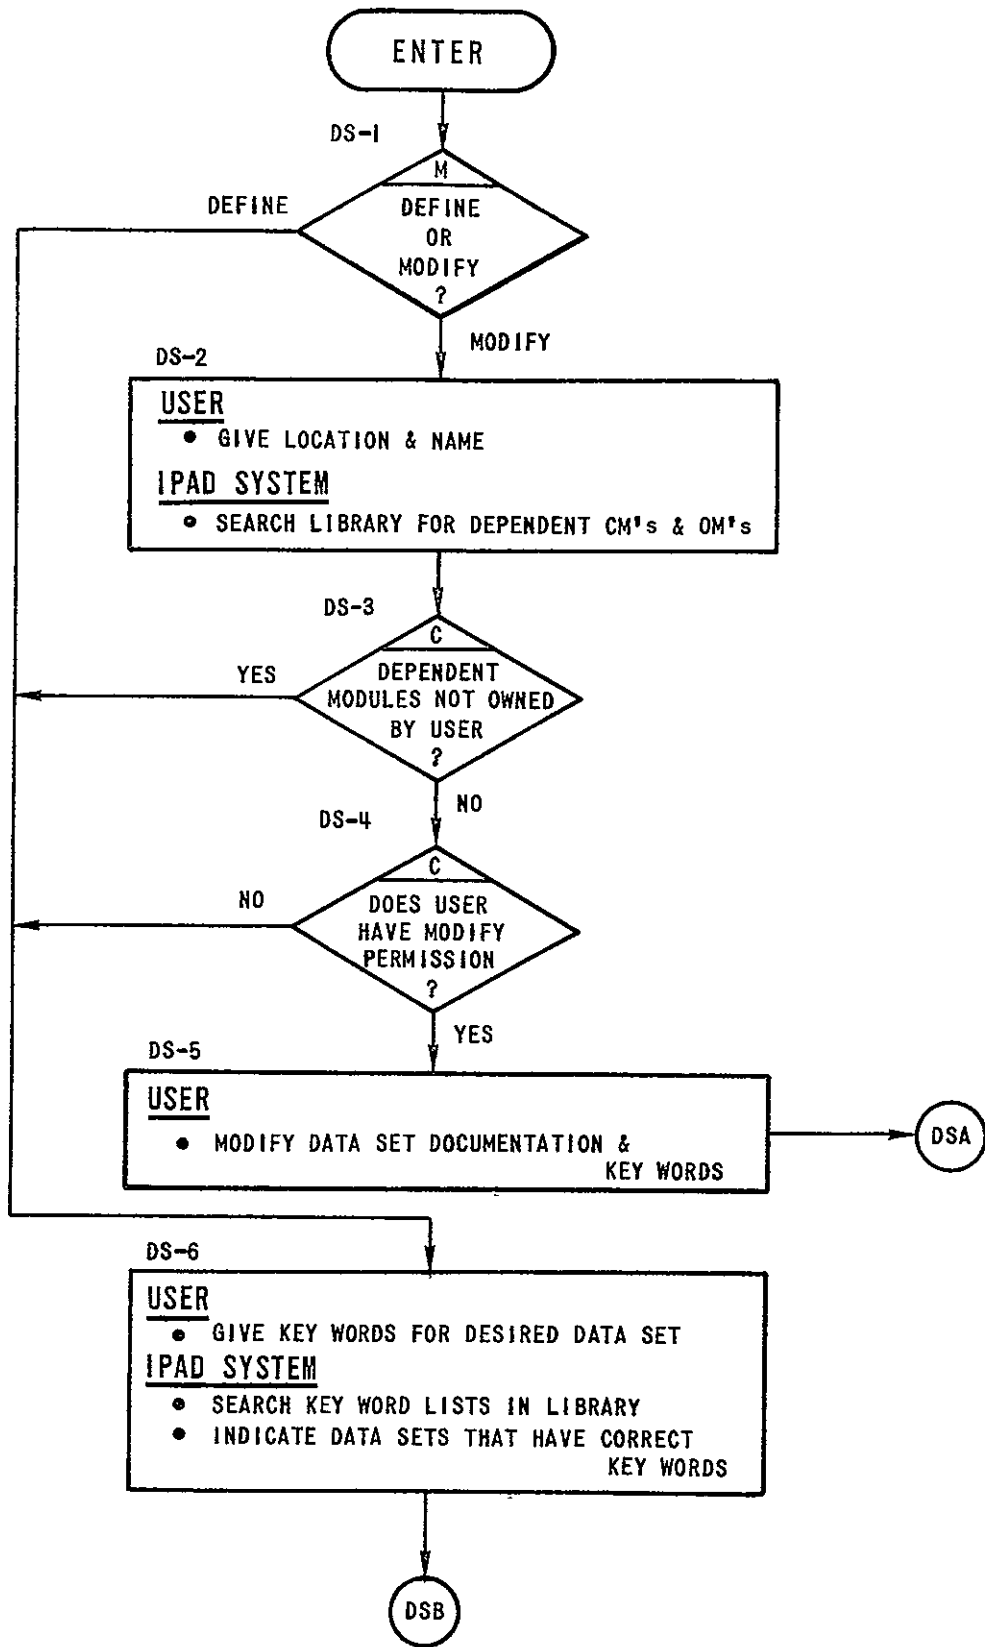 ENTER
DS-1
M
DEFINE
DEFINE
OR
MODIFY
?
MODIFY
DS-2
USER
• GIVE LOCATION & NAME
IPAD SYSTEM
• SEARCH LIBRARY FOR DEPENDENT CM's & OM's
DS-3
C
YES
DEPENDENT
MODULES NOT OWNED
BY USER
?
NO
DS-4
C
NO
DOES USER
HAVE MODIFY
PERMISSION
?
YES
DS-5
USER
• MODIFY DATA SET DOCUMENTATION &
KEY WORDS
DSA
DS-6
USER
• GIVE KEY WORDS FOR DESIRED DATA SET
IPAD SYSTEM
• SEARCH KEY WORD LISTS IN LIBRARY
• INDICATE DATA SETS THAT HAVE CORRECT
KEY WORDS
DSB